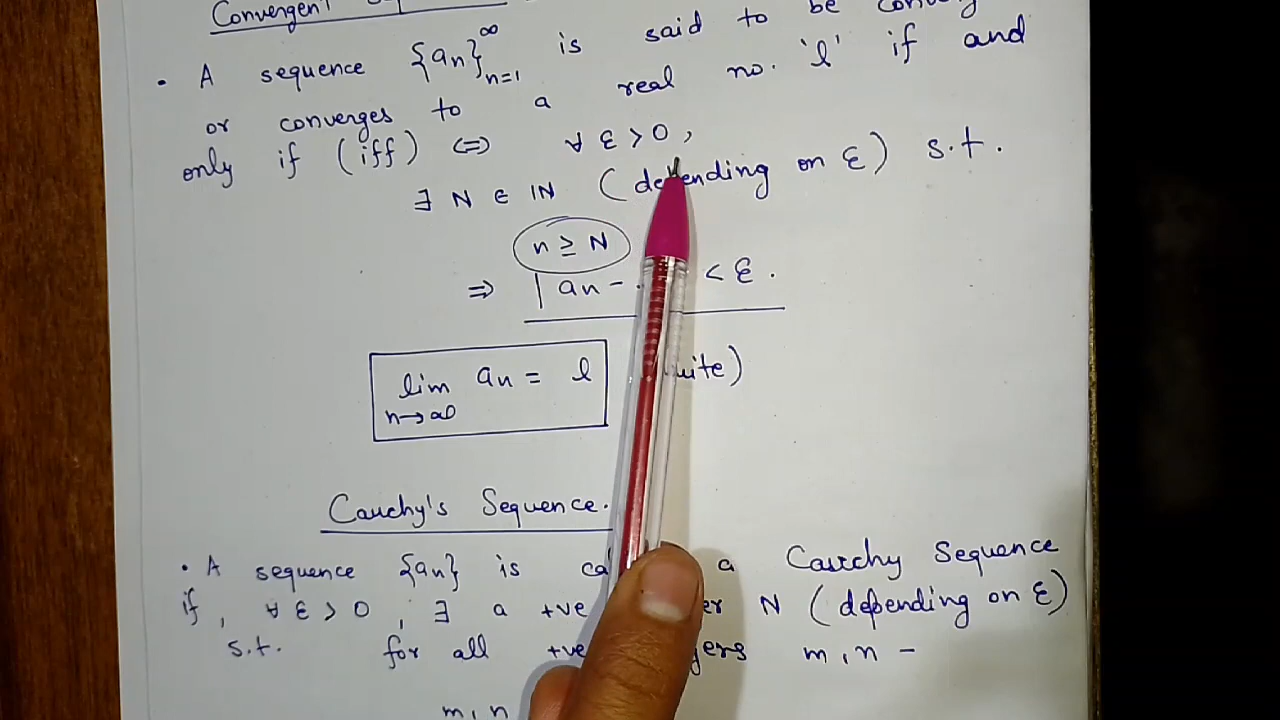 Convergent
• A sequence {an}∞n=1 is said to be
or converges to a real no. 'l' if and
only if (iff) <=> ∀ ε > 0,
∃ N ∈ IN (depending on ε) s.t.
n ≥ N
⇒ | an - < ε.
lim n→∞ an = l
Cauchy's Sequence.
• A sequence {an} is a Cauchy Sequence
if, ∀ ε > 0, ∃ a +ve N (depending on ε)
s.t. for all +ve m, n -
m, n